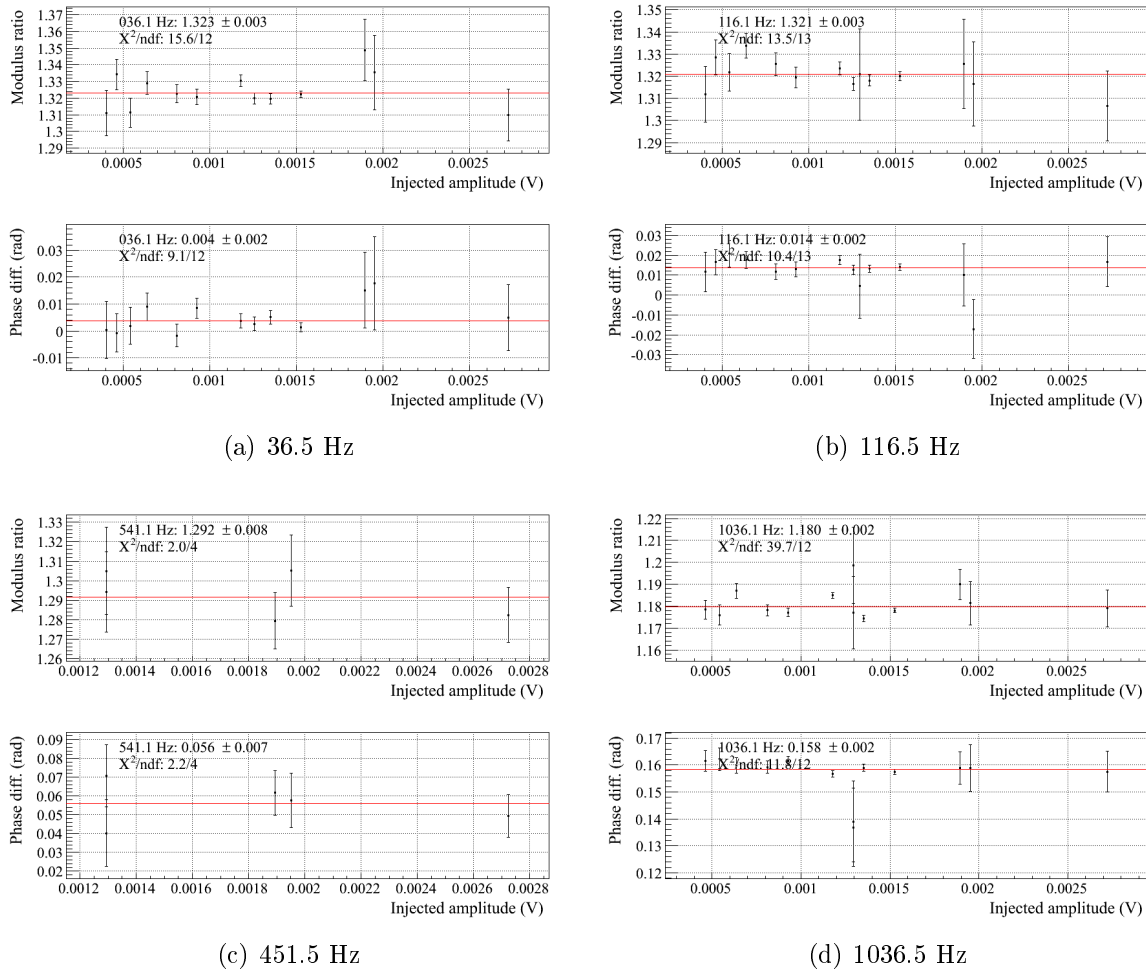 Modulus ratio
036.1 Hz: 1.323 ± 0.003
X²/ndf: 15.6/12
1.37
1.36
1.35
1.34
1.33
1.32
1.31
1.3
1.29
0.0005 0.001 0.0015 0.002 0.0025
Injected amplitude (V)
Phase diff. (rad)
036.1 Hz: 0.004 ± 0.002
X²/ndf: 9.1/12
0.03
0.02
0.01
0
-0.01
0.0005 0.001 0.0015 0.002 0.0025
Injected amplitude (V)
(a) 36.5 Hz
Modulus ratio
116.1 Hz: 1.321 ± 0.003
X²/ndf: 13.5/13
1.35
1.34
1.33
1.32
1.31
1.3
1.29
0.0005 0.001 0.0015 0.002 0.0025
Injected amplitude (V)
Phase diff. (rad)
116.1 Hz: 0.014 ± 0.002
X²/ndf: 10.4/13
0.03
0.02
0.01
0
-0.01
-0.02
-0.03
0.0005 0.001 0.0015 0.002 0.0025
Injected amplitude (V)
(b) 116.5 Hz
Modulus ratio
541.1 Hz: 1.292 ± 0.008
X²/ndf: 2.0/4
1.33
1.32
1.31
1.3
1.29
1.28
1.27
1.26
0.0012 0.0014 0.0016 0.0018 0.002 0.0022 0.0024 0.0026 0.0028
Injected amplitude (V)
Phase diff. (rad)
541.1 Hz: 0.056 ± 0.007
X²/ndf: 2.2/4
0.09
0.08
0.07
0.06
0.05
0.04
0.03
0.02
0.0012 0.0014 0.0016 0.0018 0.002 0.0022 0.0024 0.0026 0.0028
Injected amplitude (V)
(c) 451.5 Hz
Modulus ratio
1036.1 Hz: 1.180 ± 0.002
X²/ndf: 39.7/12
1.22
1.21
1.2
1.19
1.18
1.17
1.16
0.0005 0.001 0.0015 0.002 0.0025
Injected amplitude (V)
Phase diff. (rad)
1036.1 Hz: 0.158 ± 0.002
X²/ndf: 11.8/12
0.17
0.16
0.15
0.14
0.13
0.12
0.0005 0.001 0.0015 0.002 0.0025
Injected amplitude (V)
(d) 1036.5 Hz